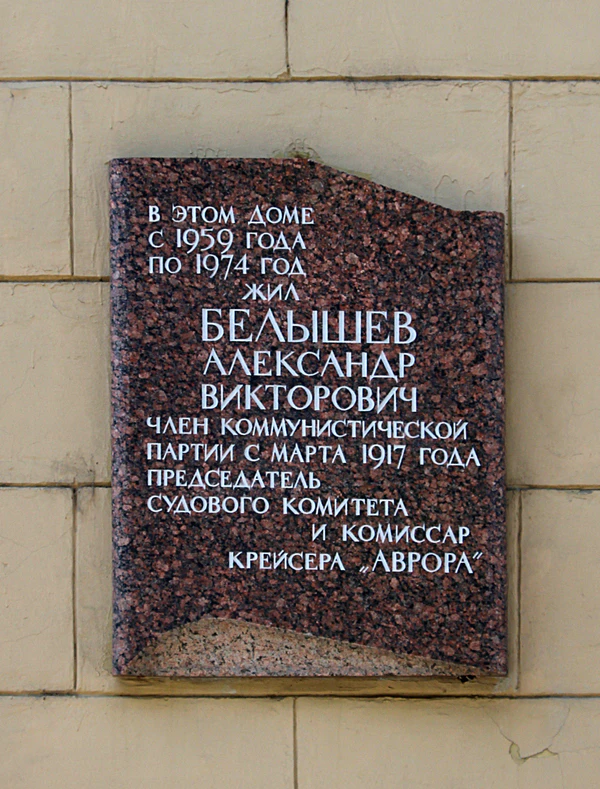 В ЭТОМ ДОМЕ
С 1959 ГОДА
ПО 1974 ГОД
ЖИЛ
БЕЛЫШЕВ
АЛЕКСАНДР
ВИКТОРОВИЧ
ЧЛЕН КОММУНИСТИЧЕСКОЙ
ПАРТИИ С МАРТА 1917 ГОДА
ПРЕДСЕДАТЕЛЬ
СУДОВОГО КОМИТЕТА
И КОМИССАР
КРЕЙСЕРА „АВРОРА"